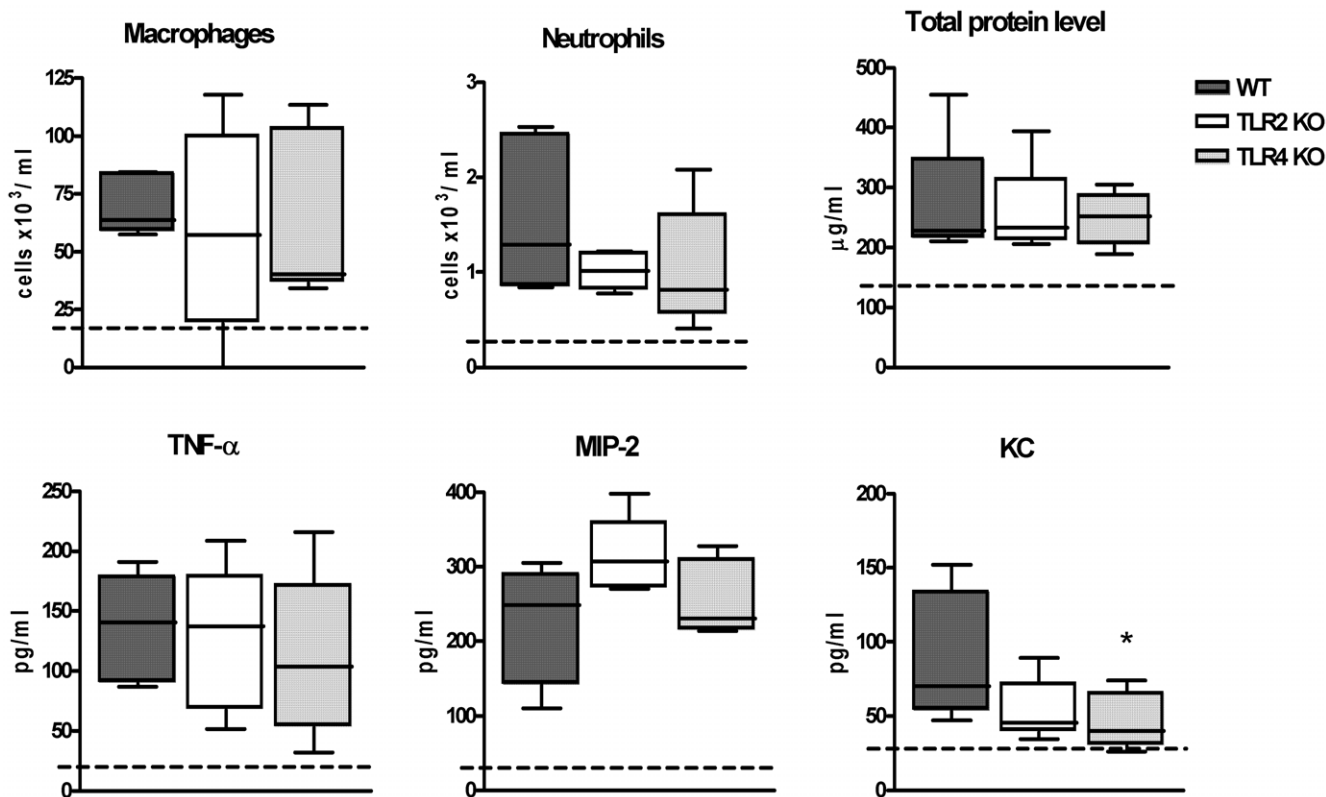 Macrophages
125
100
75
50
25
0
cells x10³/ ml
Neutrophils
3
2
1
0
cells x10³/ ml
Total protein level
500
400
300
200
100
0
µg/ml
WT
TLR2 KO
TLR4 KO
TNF-α
250
200
150
100
50
0
pg/ml
MIP-2
400
300
200
100
0
pg/ml
KC
200
150
100
50
0
pg/ml
*